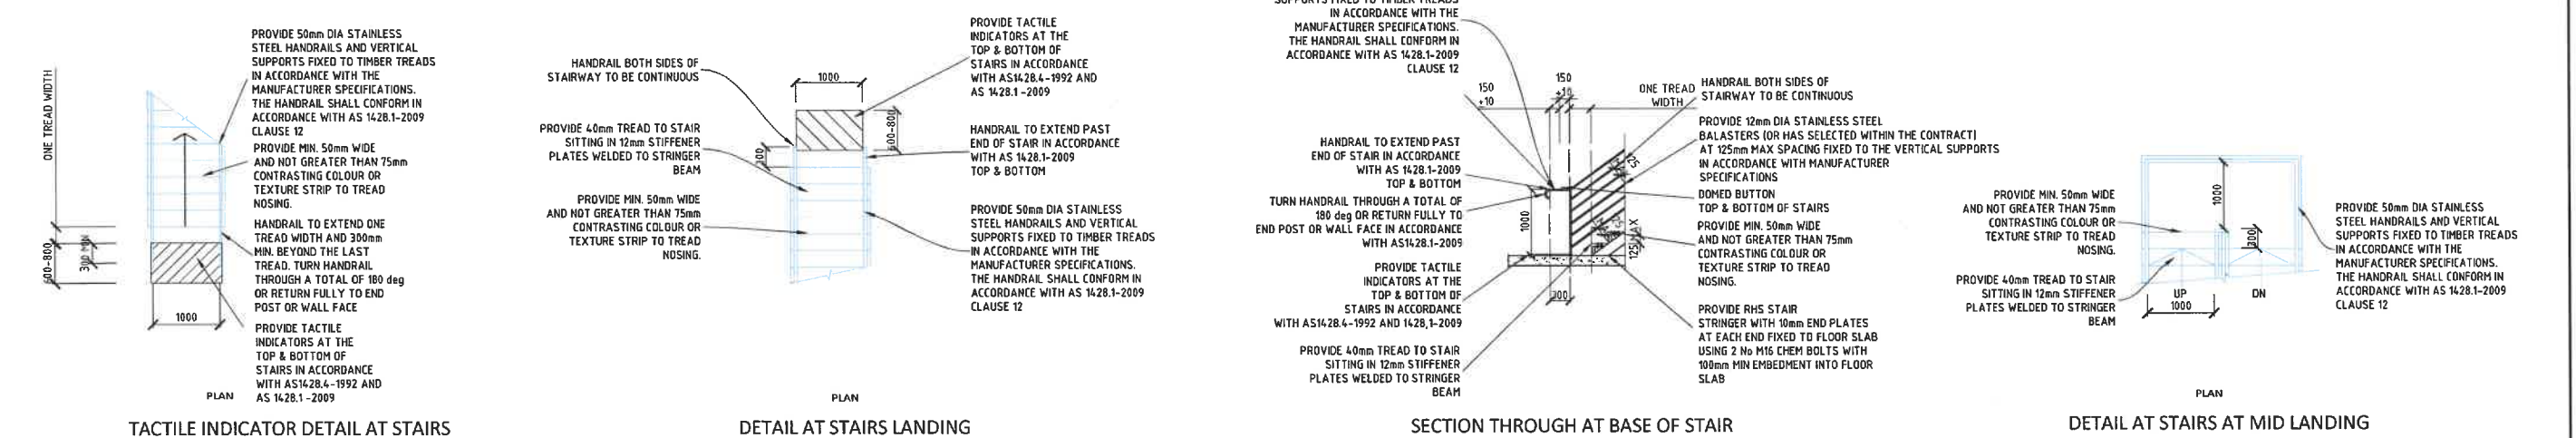 PROVIDE 50mm DIA STAINLESS
STEEL HANDRAILS AND VERTICAL
SUPPORTS FIXED TO TIMBER TREADS
IN ACCORDANCE WITH THE
MANUFACTURER SPECIFICATIONS.
THE HANDRAIL SHALL CONFORM IN
ACCORDANCE WITH AS 1428.1-2009
CLAUSE 12
PROVIDE MIN. 50mm WIDE
AND NOT GREATER THAN 75mm
CONTRASTING COLOUR OR
TEXTURE STRIP TO TREAD
NOSING.
HANDRAIL TO EXTEND ONE
TREAD WIDTH AND 300mm
MIN. BEYOND THE LAST
TREAD. TURN HANDRAIL
THROUGH A TOTAL OF 180 deg
OR RETURN FULLY TO END
POST OR WALL FACE
PROVIDE TACTILE
INDICATORS AT THE
TOP & BOTTOM OF
STAIRS IN ACCORDANCE
WITH AS1428.4-1992 AND
AS 1428.1 -2009
ONE TREAD WIDTH
600-800
300 MIN
1000
PLAN
TACTILE INDICATOR DETAIL AT STAIRS
HANDRAIL BOTH SIDES OF
STAIRWAY TO BE CONTINUOUS
PROVIDE 40mm TREAD TO STAIR
SITTING IN 12mm STIFFENER
PLATES WELDED TO STRINGER
BEAM
PROVIDE MIN. 50mm WIDE
AND NOT GREATER THAN 75mm
CONTRASTING COLOUR OR
TEXTURE STRIP TO TREAD
NOSING.
1000
300
600-800
PROVIDE TACTILE
INDICATORS AT THE
TOP & BOTTOM OF
STAIRS IN ACCORDANCE
WITH AS1428.4-1992 AND
AS 1428.1 -2009
HANDRAIL TO EXTEND PAST
END OF STAIR IN ACCORDANCE
WITH AS 1428.1-2009
TOP & BOTTOM
PROVIDE 50mm DIA STAINLESS
STEEL HANDRAILS AND VERTICAL
SUPPORTS FIXED TO TIMBER TREADS
IN ACCORDANCE WITH THE
MANUFACTURER SPECIFICATIONS.
THE HANDRAIL SHALL CONFORM IN
ACCORDANCE WITH AS 1428.1-2009
CLAUSE 12
PLAN
DETAIL AT STAIRS LANDING
SUPPORTS FIXED TO TIMBER TREADS
IN ACCORDANCE WITH THE
MANUFACTURER SPECIFICATIONS.
THE HANDRAIL SHALL CONFORM IN
ACCORDANCE WITH AS 1428.1-2009
CLAUSE 12
HANDRAIL TO EXTEND PAST
END OF STAIR IN ACCORDANCE
WITH AS 1428.1-2009
TOP & BOTTOM
TURN HANDRAIL THROUGH A TOTAL OF
180 deg OR RETURN FULLY TO
END POST OR WALL FACE IN ACCORDANCE
WITH AS1428.1-2009
PROVIDE TACTILE
INDICATORS AT THE
TOP & BOTTOM OF
STAIRS IN ACCORDANCE
WITH AS1428.4-1992 AND 1428,1-2009
PROVIDE 40mm TREAD TO STAIR
SITTING IN 12mm STIFFENER
PLATES WELDED TO STRINGER
BEAM
150
+10
150
+10
ONE TREAD
WIDTH
1000
300
125MAX
HANDRAIL BOTH SIDES OF
STAIRWAY TO BE CONTINUOUS
PROVIDE 12mm DIA STAINLESS STEEL
BALASTERS (OR HAS SELECTED WITHIN THE CONTRACT)
AT 125mm MAX SPACING FIXED TO THE VERTICAL SUPPORTS
IN ACCORDANCE WITH MANUFACTURER
SPECIFICATIONS
DOMED BUTTON
TOP & BOTTOM OF STAIRS
PROVIDE MIN. 50mm WIDE
AND NOT GREATER THAN 75mm
CONTRASTING COLOUR OR
TEXTURE STRIP TO TREAD
NOSING.
PROVIDE RHS STAIR
STRINGER WITH 10mm END PLATES
AT EACH END FIXED TO FLOOR SLAB
USING 2 No M16 CHEM BOLTS WITH
100mm MIN EMBEDMENT INTO FLOOR
SLAB
SECTION THROUGH AT BASE OF STAIR
PROVIDE MIN. 50mm WIDE
AND NOT GREATER THAN 75mm
CONTRASTING COLOUR OR
TEXTURE STRIP TO TREAD
NOSING.
PROVIDE 40mm TREAD TO STAIR
SITTING IN 12mm STIFFENER
PLATES WELDED TO STRINGER
BEAM
1000
300
UP
DN
1000
PROVIDE 50mm DIA STAINLESS
STEEL HANDRAILS AND VERTICAL
SUPPORTS FIXED TO TIMBER TREADS
IN ACCORDANCE WITH THE
MANUFACTURER SPECIFICATIONS.
THE HANDRAIL SHALL CONFORM IN
ACCORDANCE WITH AS 1428.1-2009
CLAUSE 12
PLAN
DETAIL AT STAIRS AT MID LANDING